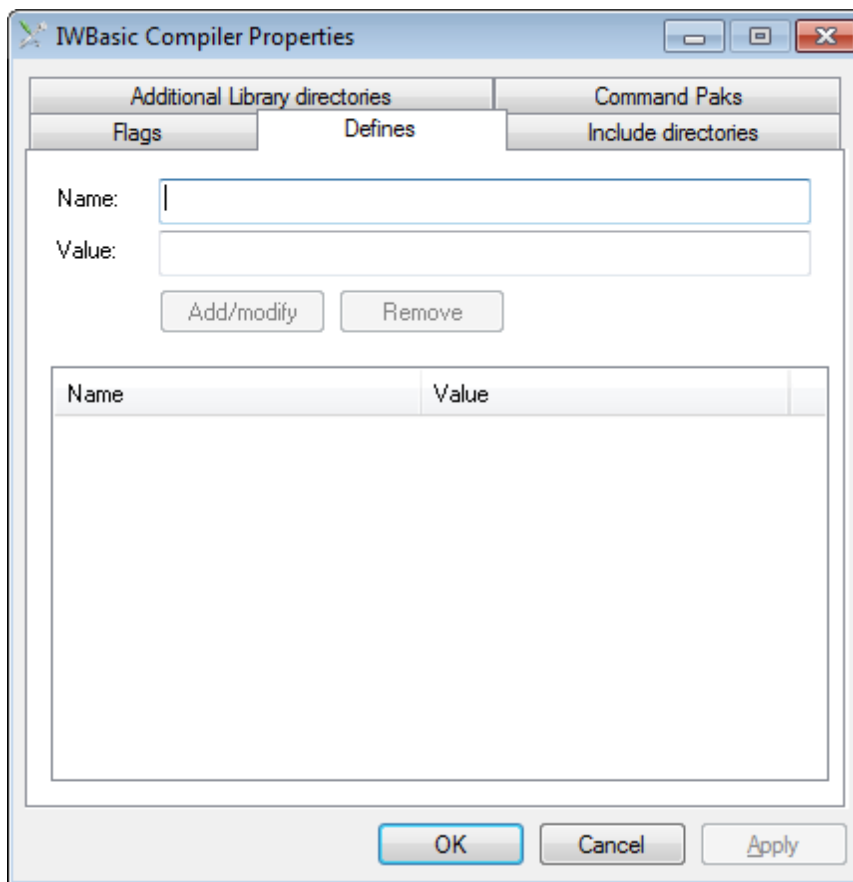 IWBasic Compiler Properties
Additional Library directories Command Paks
Flags Defines Include directories
Name:
Value:
Add/modify Remove
Name Value
OK Cancel Apply